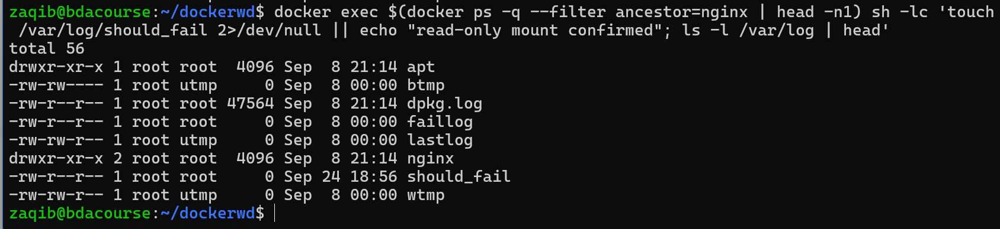 zaqib@bdacourse:~/dockerwd$ docker exec $(docker ps -q --filter ancestor=nginx | head -n1) sh -lc 'touch
 /var/log/should_fail 2>/dev/null || echo "read-only mount confirmed"; ls -l /var/log | head'
total 56
drwxr-xr-x 1 root root  4096 Sep  8 21:14 apt
-rw-rw---- 1 root utmp     0 Sep  8 00:00 btmp
-rw-r--r-- 1 root root 47564 Sep  8 21:14 dpkg.log
-rw-r--r-- 1 root root     0 Sep  8 00:00 faillog
-rw-rw-r-- 1 root utmp     0 Sep  8 00:00 lastlog
drwxr-xr-x 2 root root  4096 Sep  8 21:14 nginx
-rw-r--r-- 1 root root     0 Sep 24 18:56 should_fail
-rw-rw-r-- 1 root utmp     0 Sep  8 00:00 wtmp
zaqib@bdacourse:~/dockerwd$